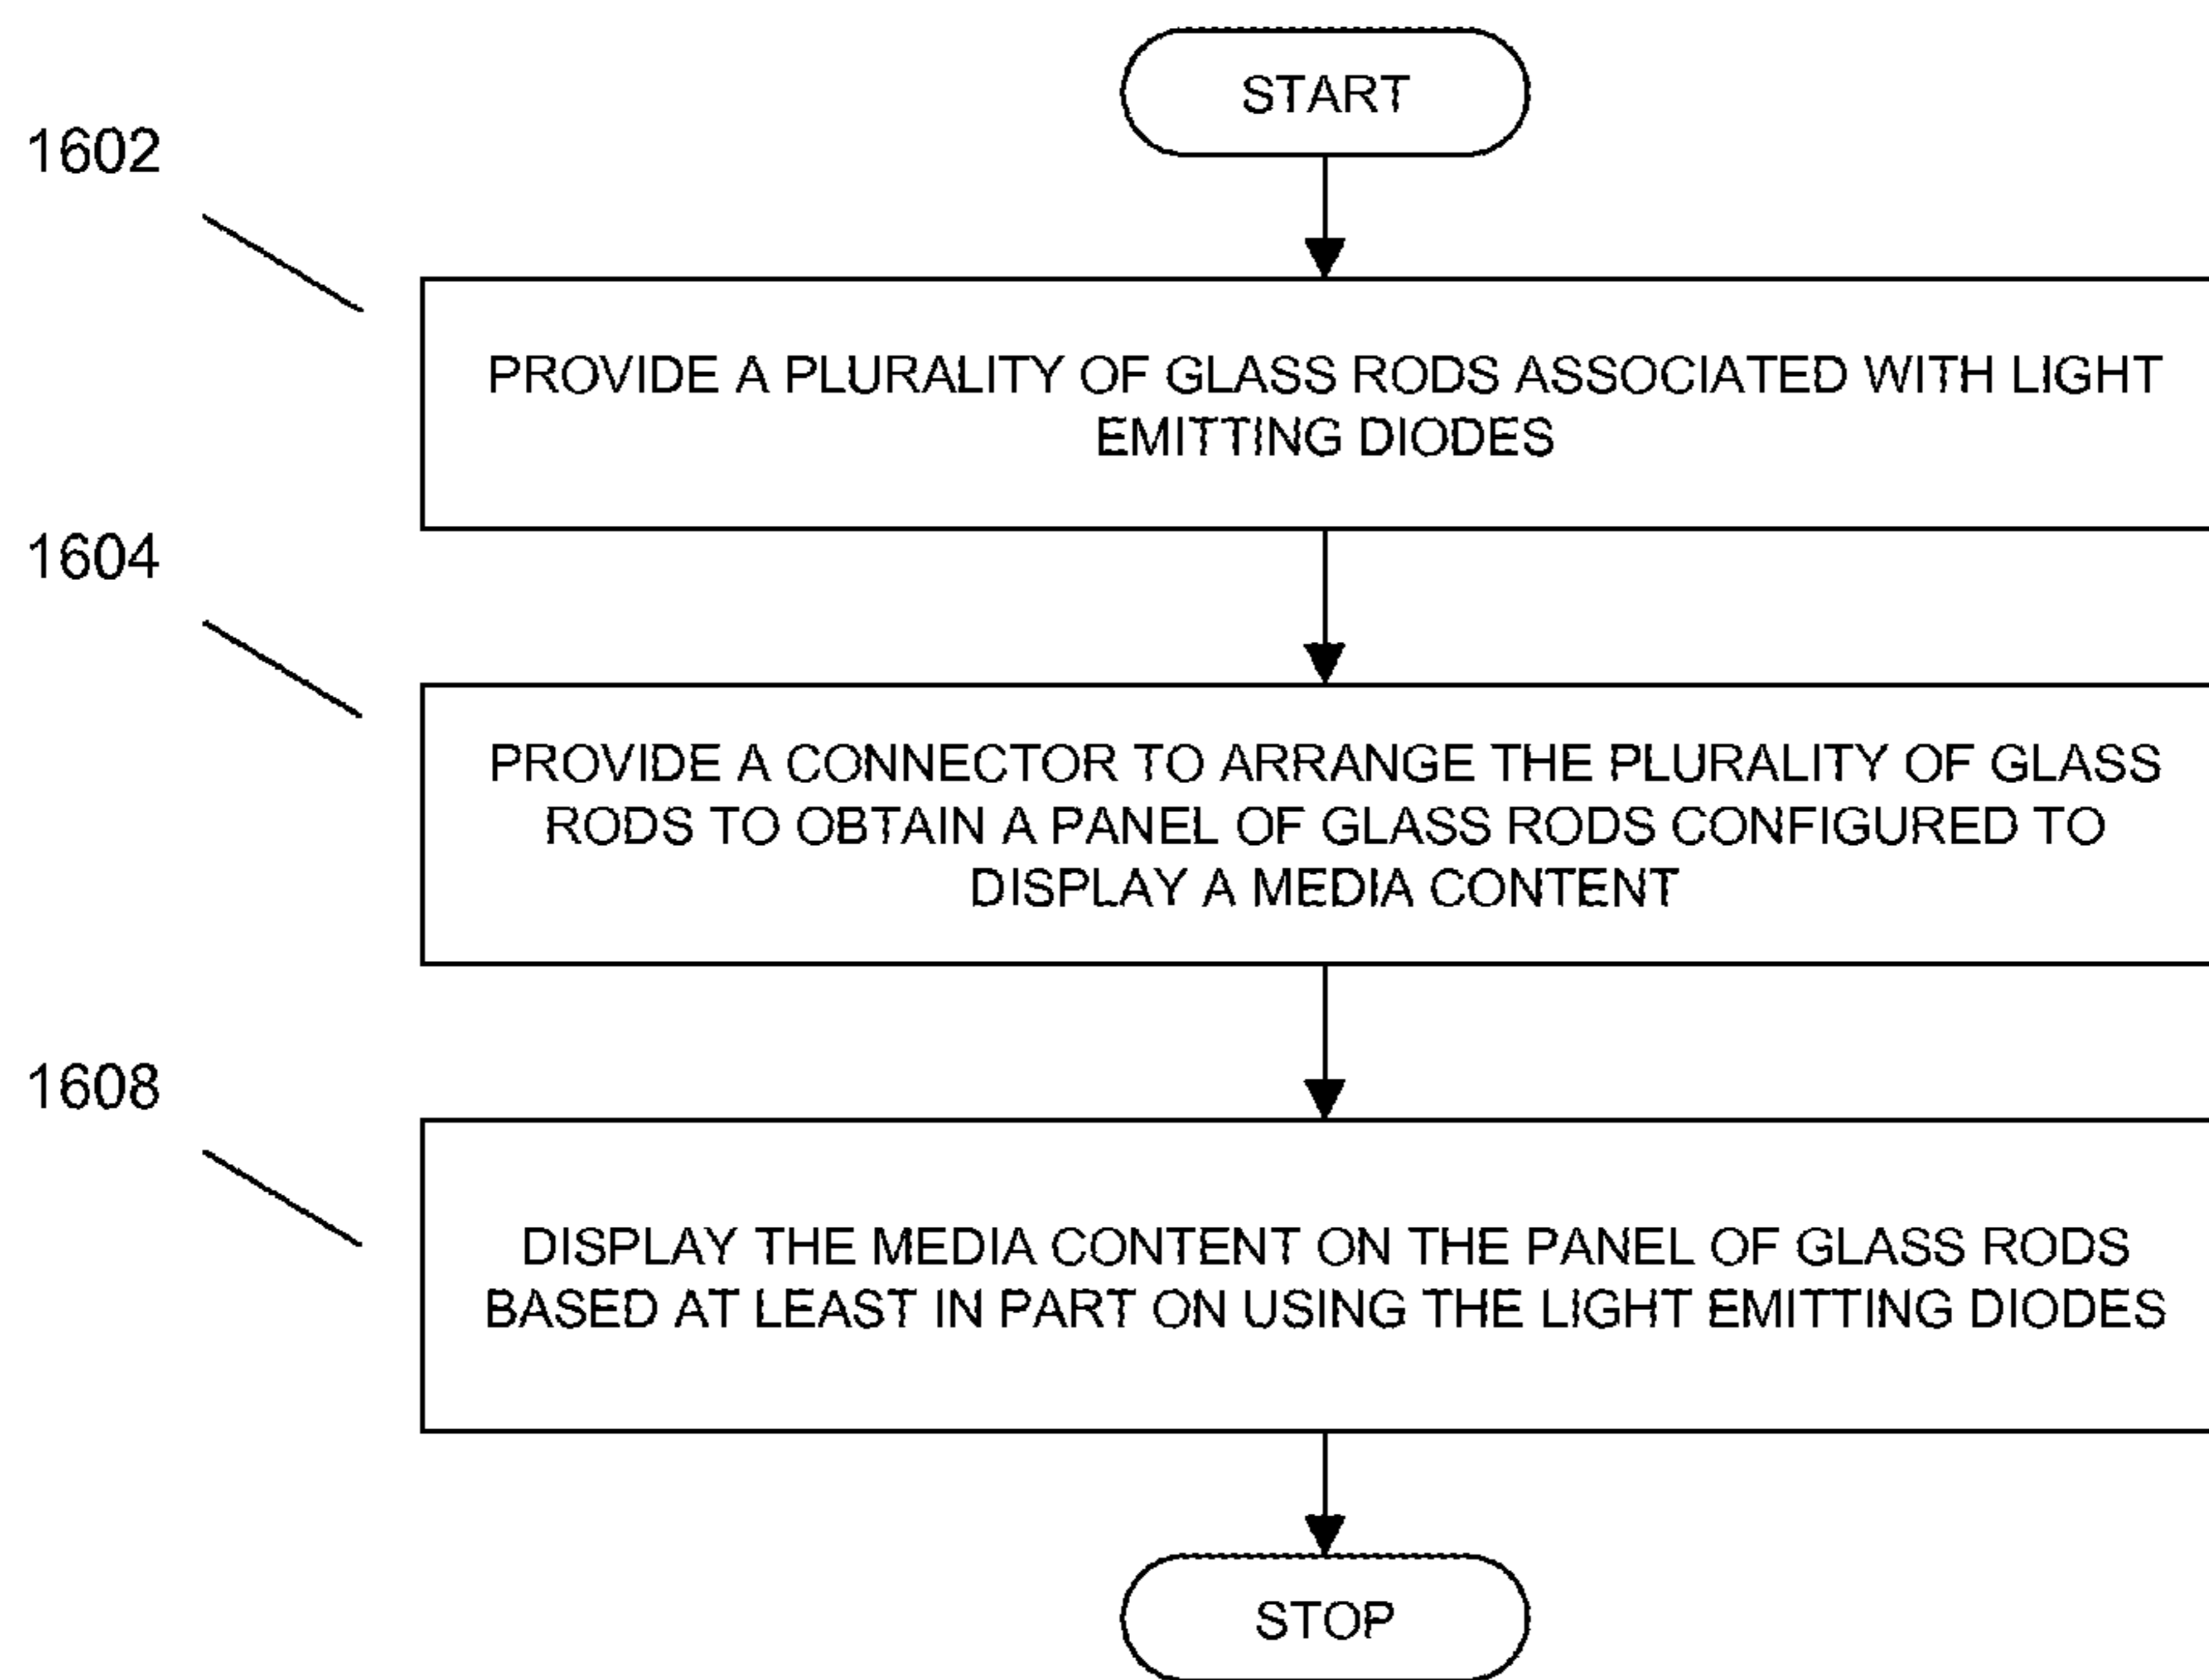 START
1602
PROVIDE A PLURALITY OF GLASS RODS ASSOCIATED WITH LIGHT
EMITTING DIODES
1604
PROVIDE A CONNECTOR TO ARRANGE THE PLURALITY OF GLASS
RODS TO OBTAIN A PANEL OF GLASS RODS CONFIGURED TO
DISPLAY A MEDIA CONTENT
1608
DISPLAY THE MEDIA CONTENT ON THE PANEL OF GLASS RODS
BASED AT LEAST IN PART ON USING THE LIGHT EMITTING DIODES
STOP